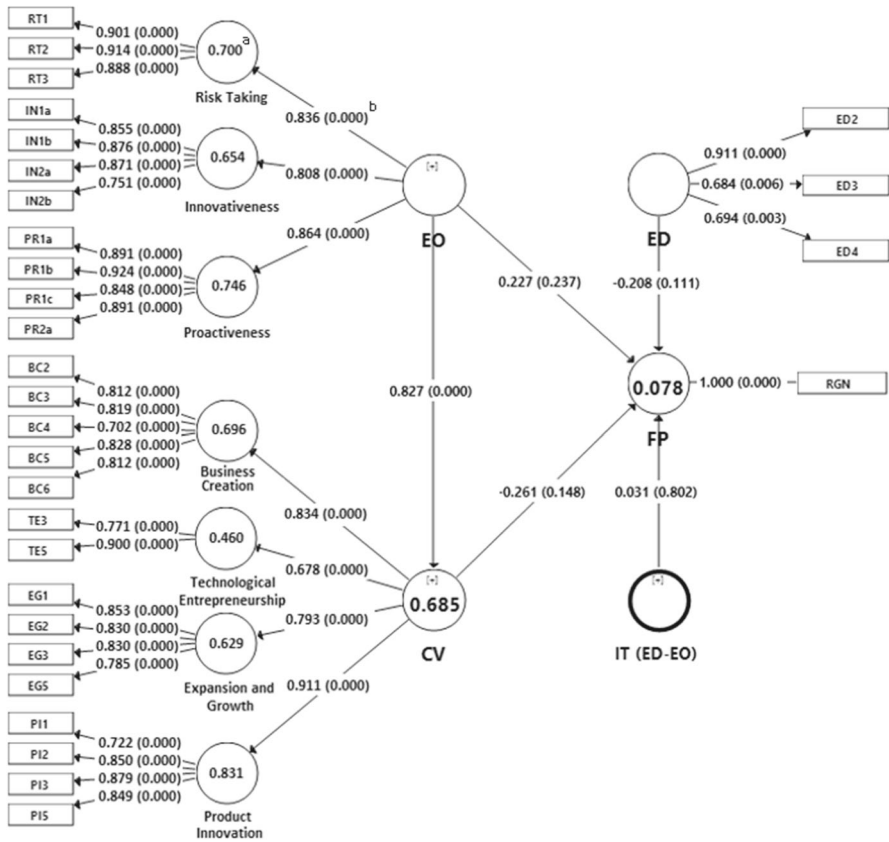 RT1
0.901 (0.000)
RT2
0.914 (0.000)
RT3
0.888 (0.000)
0.700 a
Risk Taking
IN1a
0.855 (0.000)
IN1b
0.876 (0.000)
IN2a
0.871 (0.000)
IN2b
0.751 (0.000)
0.654
Innovativeness
PR1a
0.891 (0.000)
PR1b
0.924 (0.000)
PR1c
0.848 (0.000)
PR2a
0.891 (0.000)
0.746
Proactiveness
0.836 (0.000) b
0.808 (0.000)
0.864 (0.000)
[+]
EO
0.827 (0.000)
0.227 (0.237)
ED
0.911 (0.000)
ED2
0.684 (0.006)
ED3
0.694 (0.003)
ED4
-0.208 (0.111)
0.078
FP
1.000 (0.000)
RGN
BC2
0.812 (0.000)
BC3
0.819 (0.000)
BC4
0.702 (0.000)
BC5
0.828 (0.000)
BC6
0.812 (0.000)
0.696
Business
Creation
TE3
0.771 (0.000)
TE5
0.900 (0.000)
0.460
Technological
Entrepreneurship
EG1
0.853 (0.000)
EG2
0.830 (0.000)
EG3
0.830 (0.000)
EG5
0.785 (0.000)
0.629
Expansion and
Growth
PI1
0.722 (0.000)
PI2
0.850 (0.000)
PI3
0.879 (0.000)
PI5
0.849 (0.000)
0.831
Product
Innovation
0.834 (0.000)
0.678 (0.000)
0.793 (0.000)
0.911 (0.000)
[+]
0.685
CV
-0.261 (0.148)
0.031 (0.802)
[+]
IT (ED-EO)